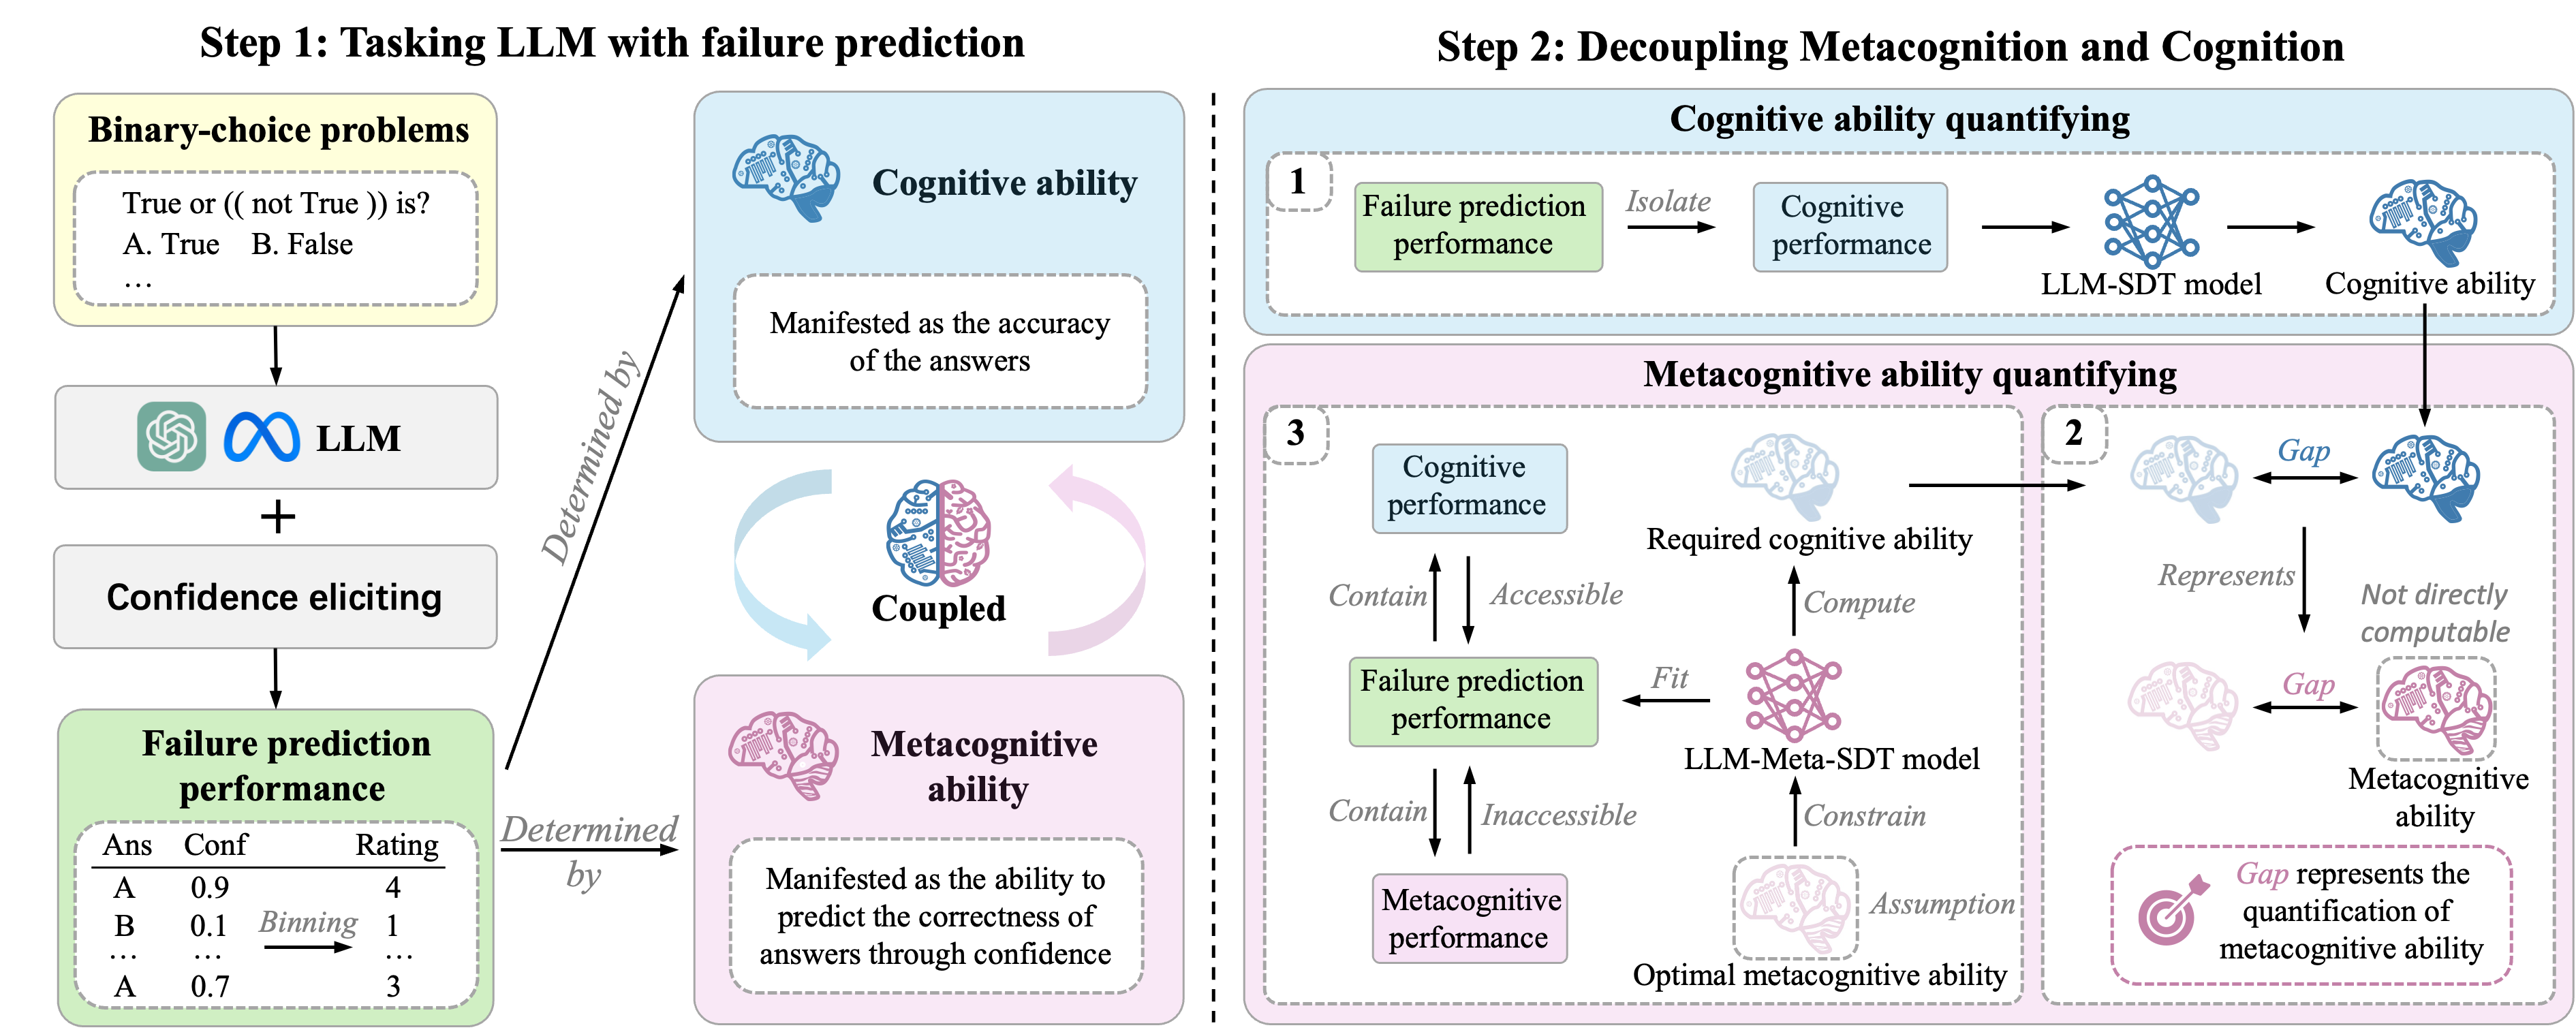 Step 1: Tasking LLM with failure prediction
Binary-choice problems
True or (( not True )) is?
A. True B. False
...
LLM
+
Confidence eliciting
Failure prediction
performance
Ans Conf Rating
A 0.9 4
B 0.1 Binning 1
... ... ...
A 0.7 3
Determined by
Determined
by
Cognitive ability
Manifested as the accuracy
of the answers
Coupled
Metacognitive
ability
Manifested as the ability to
predict the correctness of
answers through confidence
Step 2: Decoupling Metacognition and Cognition
Cognitive ability quantifying
1
Failure prediction
performance
Isolate
Cognitive
performance
LLM-SDT model
Cognitive ability
Metacognitive ability quantifying
3
Cognitive
performance
Required cognitive ability
Contain
Accessible
Compute
Failure prediction
performance
Fit
LLM-Meta-SDT model
Contain
Inaccessible
Constrain
Metacognitive
performance
Assumption
Optimal metacognitive ability
2
Gap
Represents
Not directly
computable
Gap
Metacognitive
ability
Gap represents the
quantification of
metacognitive ability